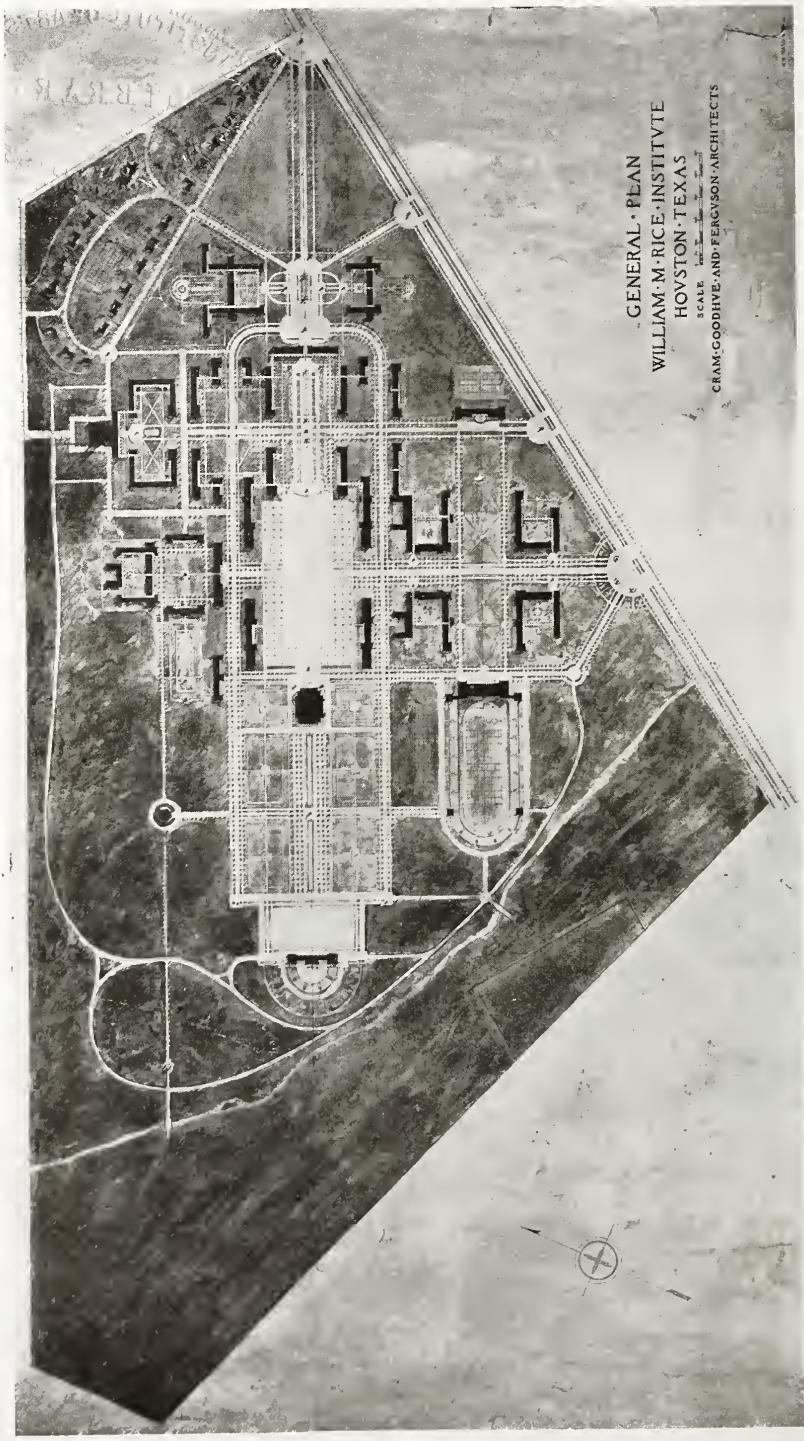 GENERAL · PLAN
WILLIAM · M · RICE · INSTITVTE
HOVSTON · TEXAS
SCALE
CRAM · GOODHVE · AND · FERGVSON · ARCHITECTS